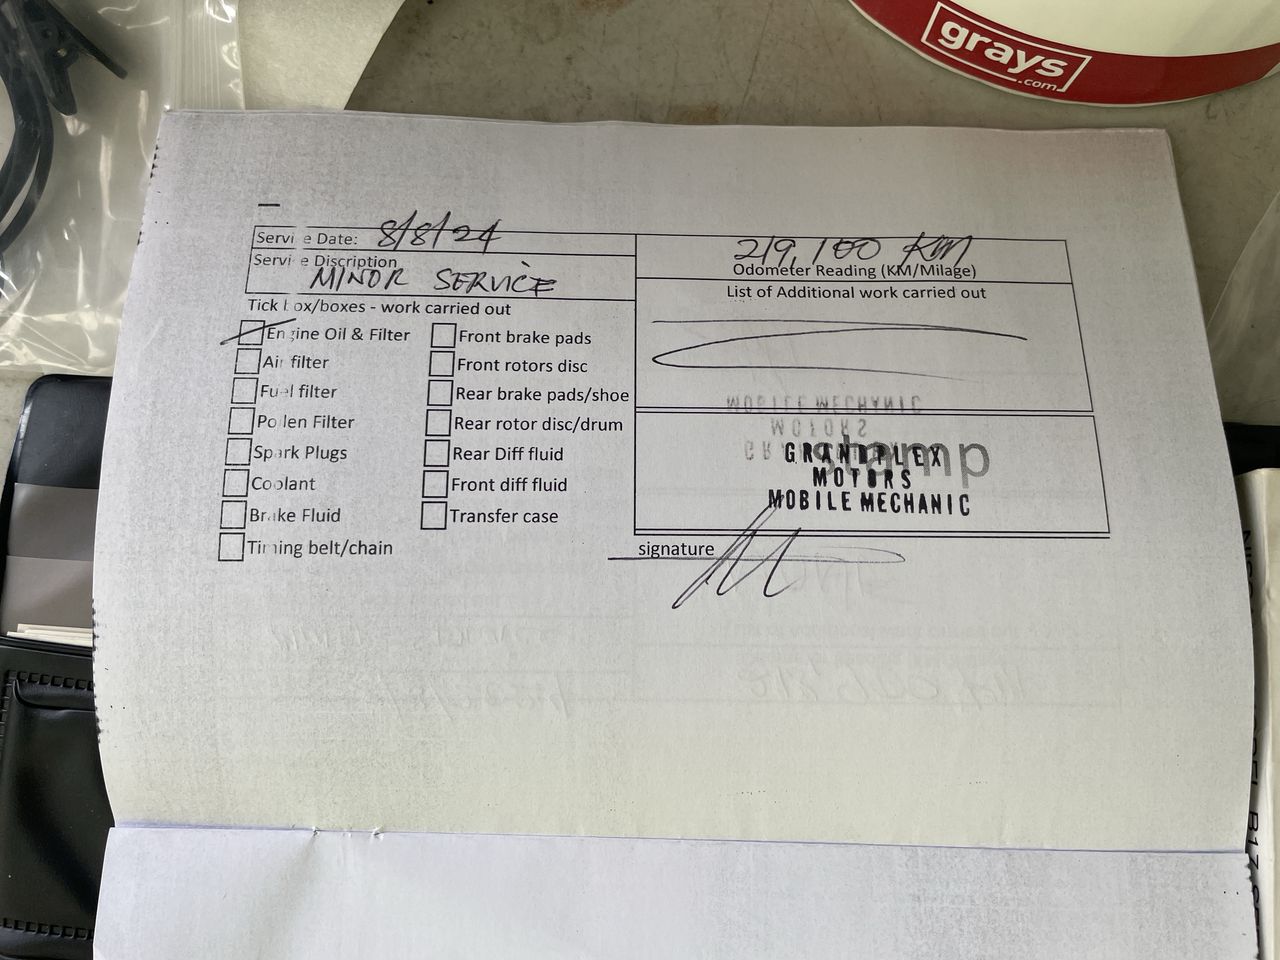 grays
.com
Service Date: 8/8/24
219,100 KM
Odometer Reading (KM/Milage)
Service Discription
MINOR SERVICE
List of Additional work carried out
Tick box/boxes - work carried out
Engine Oil & Filter
Front brake pads
Air filter
Front rotors disc
Fuel filter
Rear brake pads/shoe
Pollen Filter
Rear rotor disc/drum
Spark Plugs
Rear Diff fluid
Coolant
Front diff fluid
Brake Fluid
Transfer case
Timing belt/chain
stamp
GRANDPLEX
MOTORS
MOBILE MECHANIC
signature